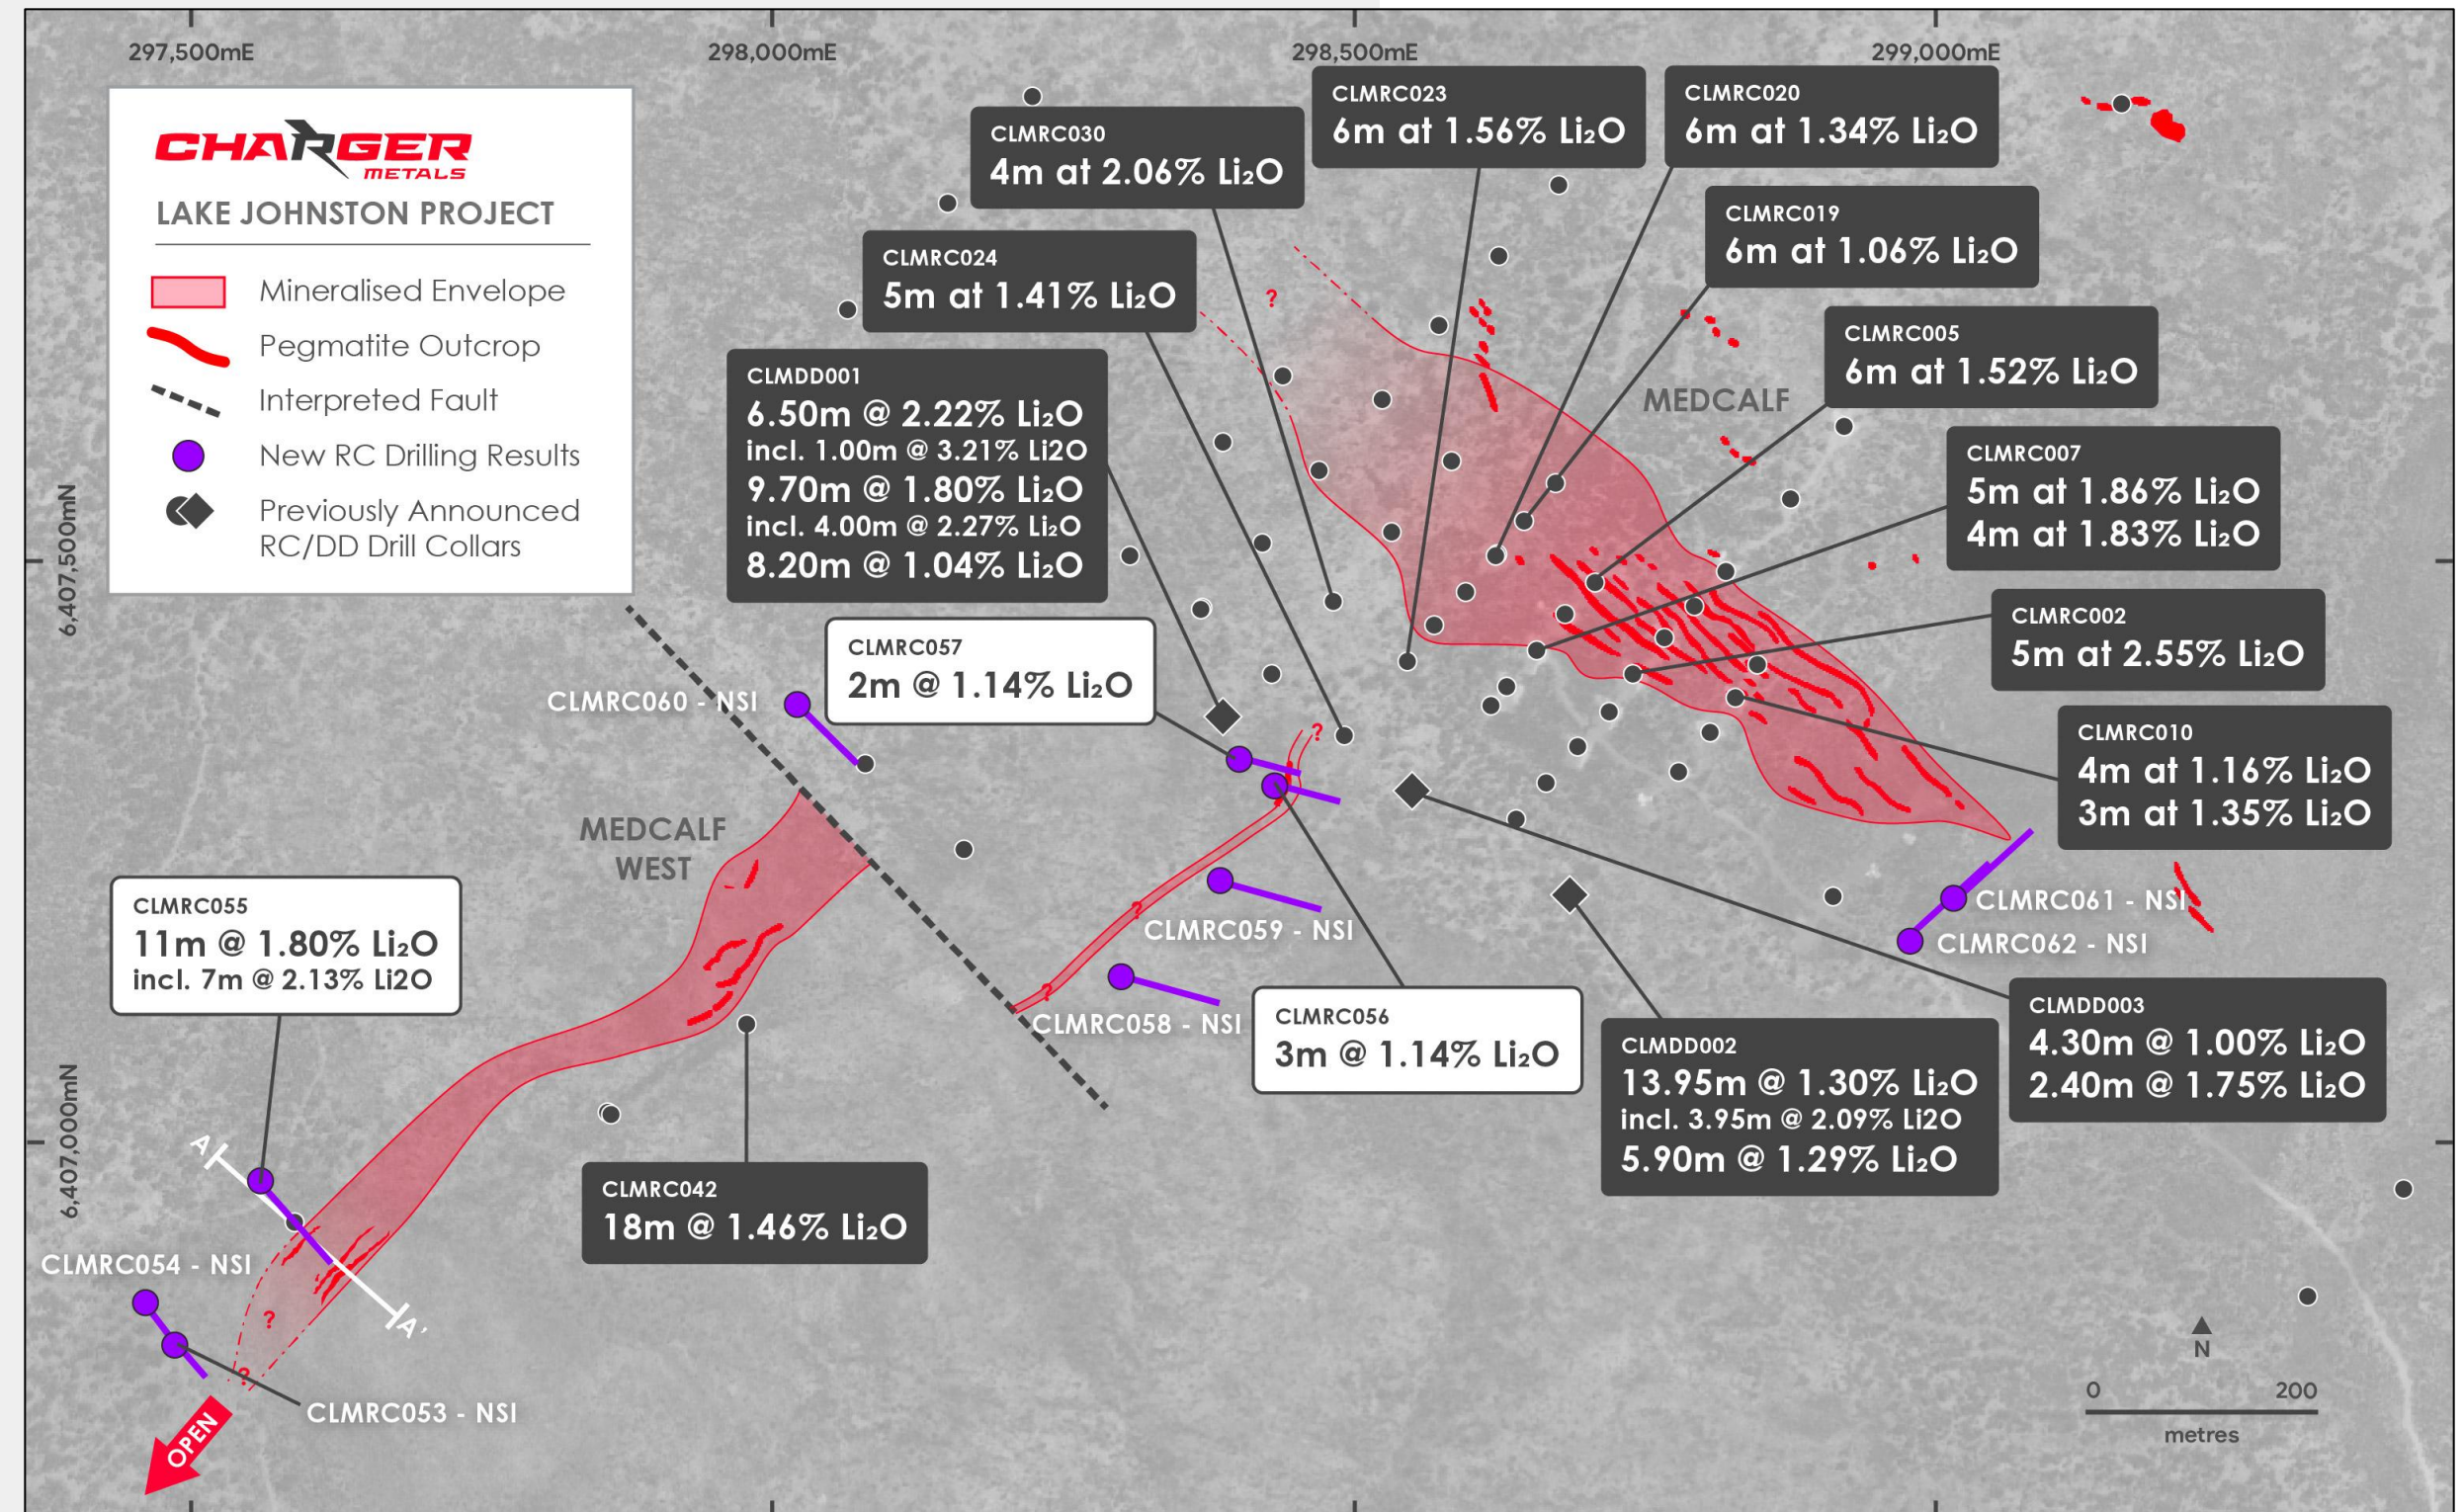 297,500mE
298,000mE
298,500mE
299,000mE
CHARGER
METALS
LAKE JOHNSTON PROJECT
Mineralised Envelope
Pegmatite Outcrop
Interpreted Fault
New RC Drilling Results
Previously Announced
RC/DD Drill Collars
CLMRC030
4m at 2.06% Li₂O
CLMRC023
6m at 1.56% Li₂O
CLMRC020
6m at 1.34% Li₂O
CLMRC019
6m at 1.06% Li₂O
CLMRC024
5m at 1.41% Li₂O
?
CLMRC005
6m at 1.52% Li₂O
CLMDD001
6.50m @ 2.22% Li₂O
incl. 1.00m @ 3.21% Li2O
9.70m @ 1.80% Li₂O
incl. 4.00m @ 2.27% Li₂O
8.20m @ 1.04% Li₂O
MEDCALF
CLMRC007
5m at 1.86% Li₂O
4m at 1.83% Li₂O
6,407,500mN
CLMRC002
5m at 2.55% Li₂O
CLMRC057
2m @ 1.14% Li₂O
CLMRC060 - NSI
?
CLMRC010
4m at 1.16% Li₂O
3m at 1.35% Li₂O
MEDCALF
WEST
CLMRC055
11m @ 1.80% Li₂O
incl. 7m @ 2.13% Li2O
?
CLMRC059 - NSI
CLMRC061 - NSI
CLMRC062 - NSI
?
CLMRC058 - NSI
CLMRC056
3m @ 1.14% Li₂O
CLMDD002
13.95m @ 1.30% Li₂O
incl. 3.95m @ 2.09% Li2O
5.90m @ 1.29% Li₂O
CLMDD003
4.30m @ 1.00% Li₂O
2.40m @ 1.75% Li₂O
6,407,000mN
A
CLMRC042
18m @ 1.46% Li₂O
CLMRC054 - NSI
?
A'
?
CLMRC053 - NSI
OPEN
N
0 200
metres